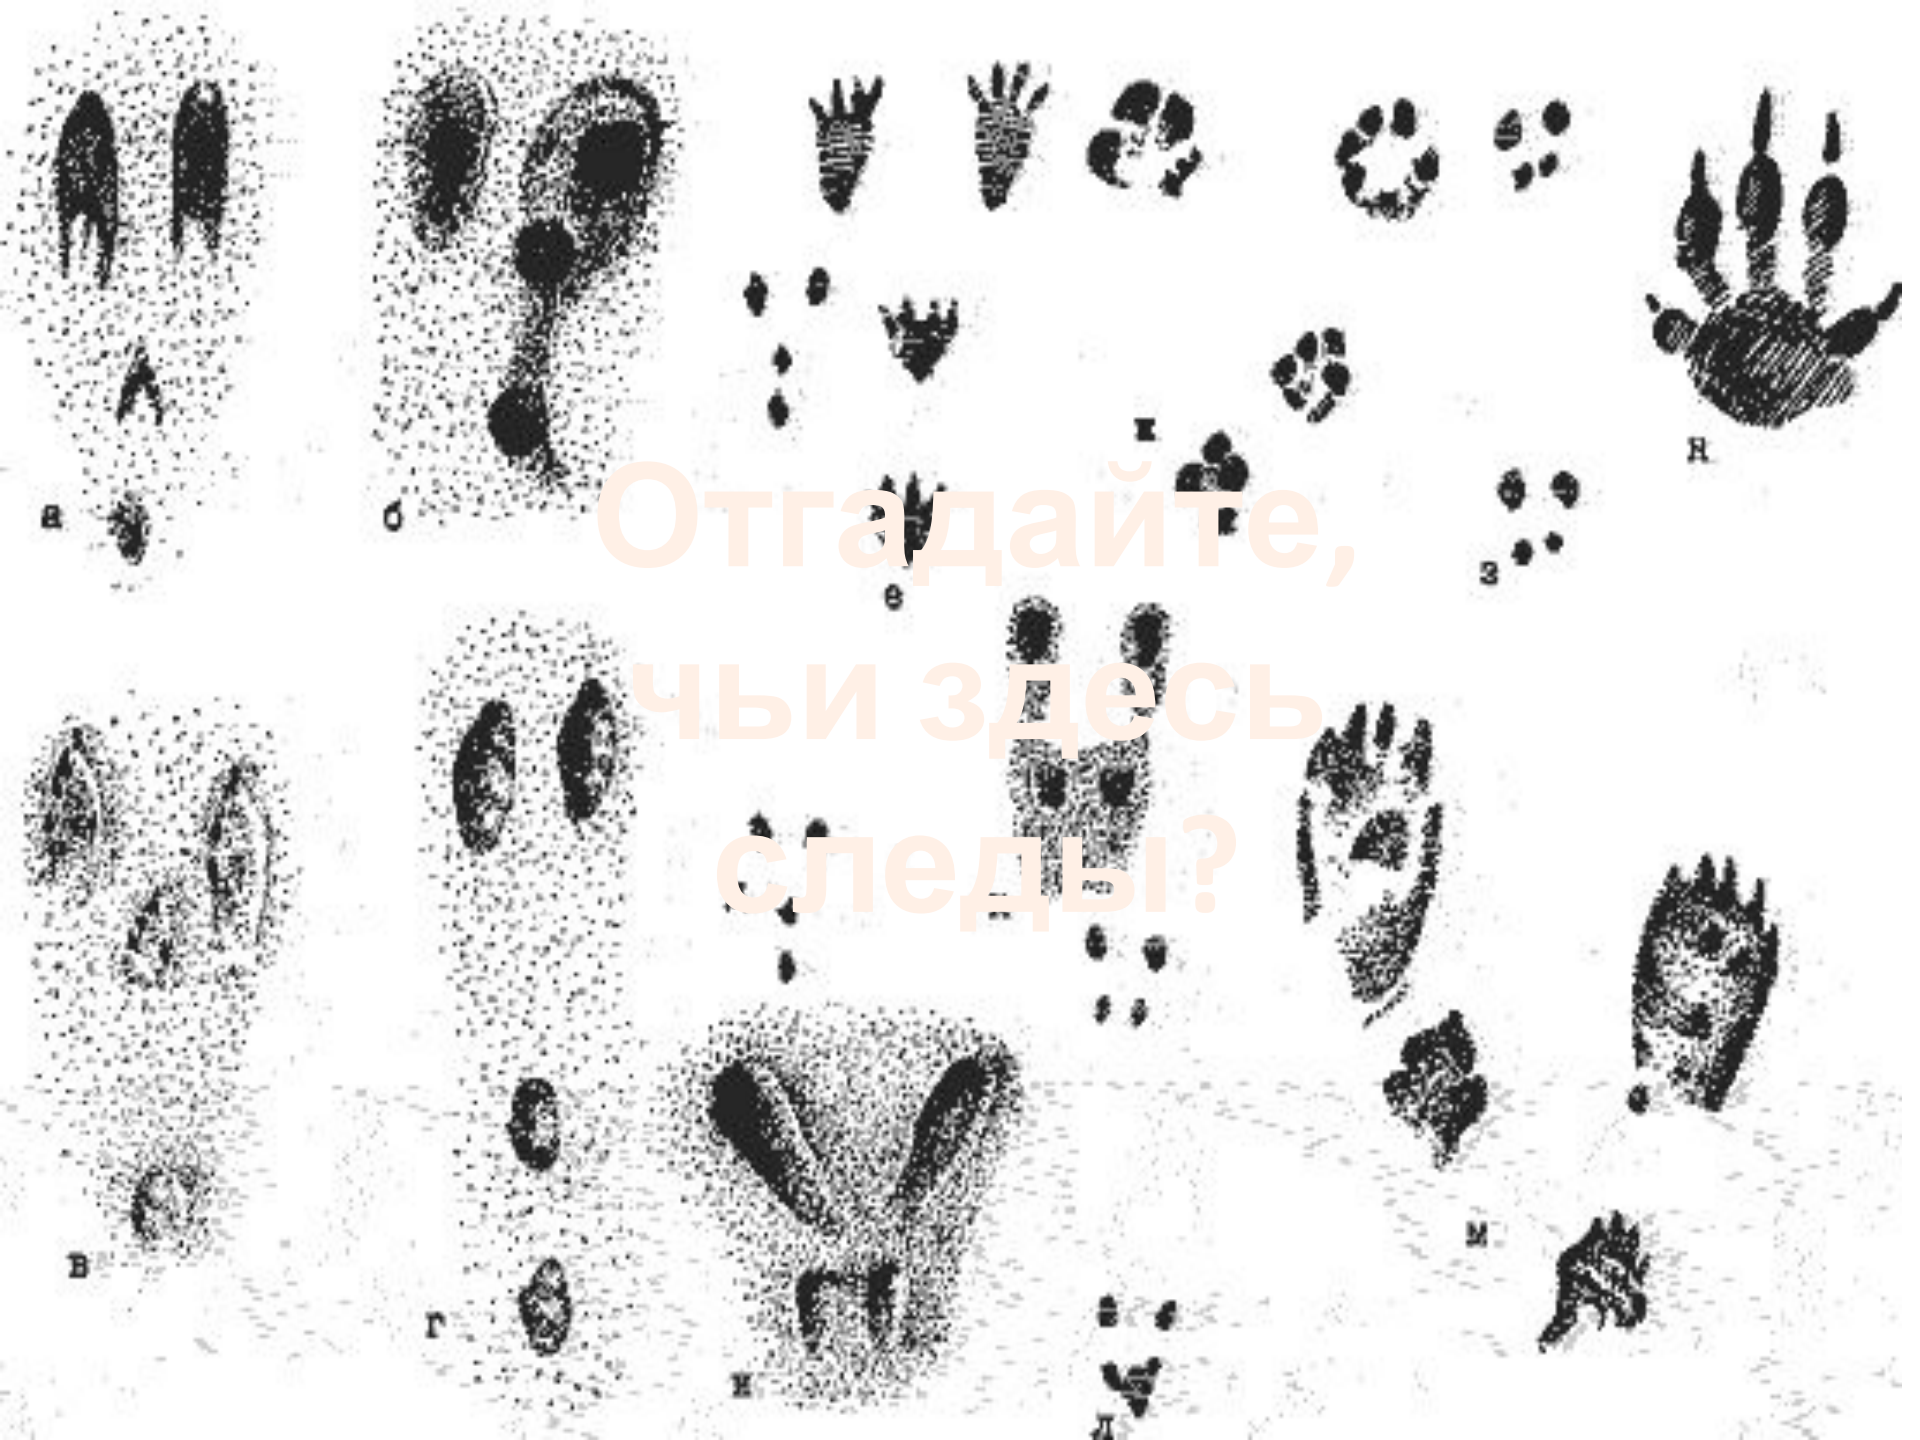 Отгадайте,
чьи здесь
следы?
а
б
е
ж
з
в
г
м
д